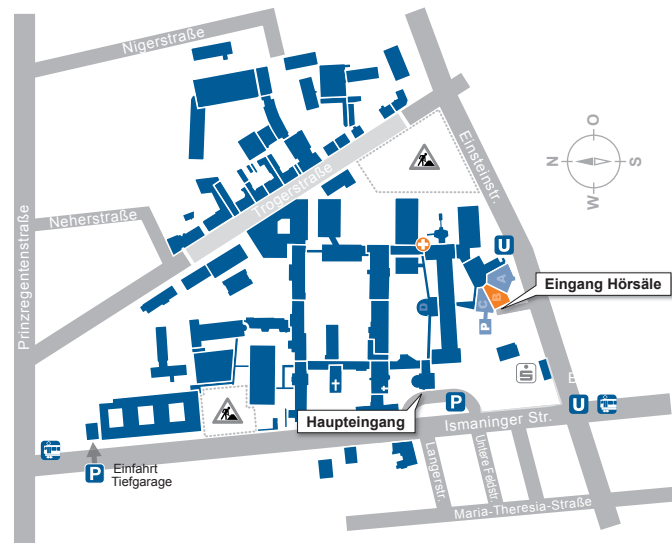 Nigerstraße
Einsteinstr.
O
N
S
W
Trogerstraße
Neherstraße
Prinzregentenstraße
U
A
Eingang Hörsäle
B
C
D
P
S
B
Haupteingang
P
U
Ismaninger Str.
P
Einfahrt
Tiefgarage
Langerstr.
Untere Feldstr.
Maria-Theresia-Straße